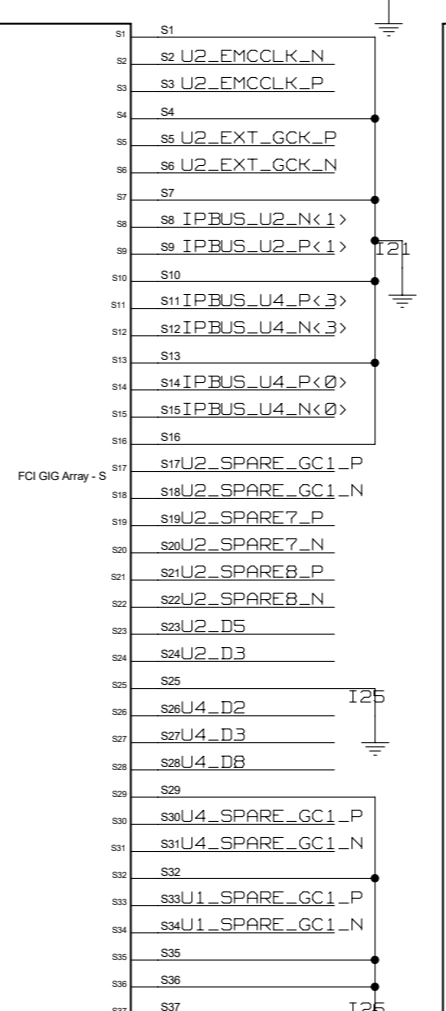 S1 S1
S2 S2 U2_EMCCLK_N
S3 S3 U2_EMCCLK_P
S4 S4
S5 S5 U2_EXT_GCK_P
S6 S6 U2_EXT_GCK_N
S7 S7
S8 S8 IPBUS_U2_N<1>
S9 S9 IPBUS_U2_P<1> I21
S10 S10
S11 S11 IPBUS_U4_P<3>
S12 S12 IPBUS_U4_N<3>
S13 S13
S14 S14 IPBUS_U4_P<0>
S15 S15 IPBUS_U4_N<0>
S16 S16
FCI GIG Array - S
S17 S17 U2_SPARE_GC1_P
S18 S18 U2_SPARE_GC1_N
S19 S19 U2_SPARE7_P
S20 S20 U2_SPARE7_N
S21 S21 U2_SPARE8_P
S22 S22 U2_SPARE8_N
S23 S23 U2_D5
S24 S24 U2_D3
S25 S25 I25
S26 S26 U4_D2
S27 S27 U4_D3
S28 S28 U4_D8
S29 S29
S30 S30 U4_SPARE_GC1_P
S31 S31 U4_SPARE_GC1_N
S32 S32
S33 S33 U1_SPARE_GC1_P
S34 S34 U1_SPARE_GC1_N
S35 S35
S36 S36
S37 S37 I26